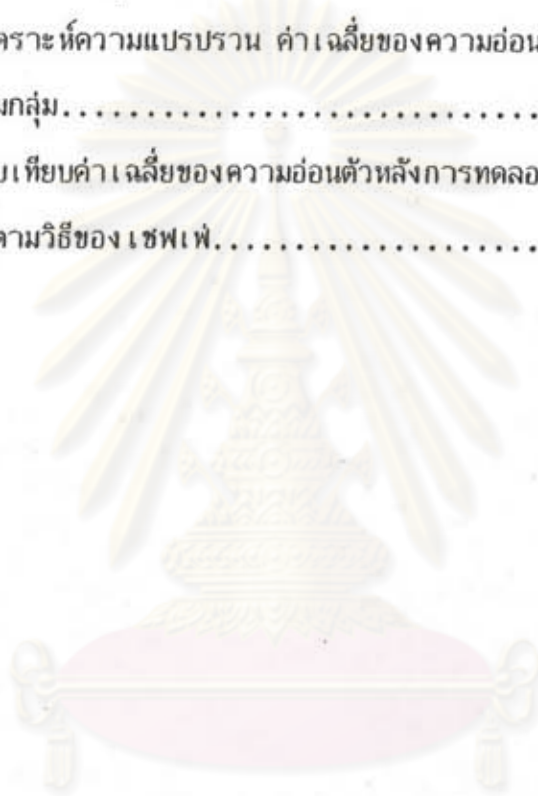 คราะห์ความแปรปรวน ค่าเฉลี่ยของความอ่อน
มกลุ่ม..............................
บเทียบค่าเฉลี่ยของความอ่อนตัวหลังการทดลอ
ตามวิธีของเชฟเฟ่.....................